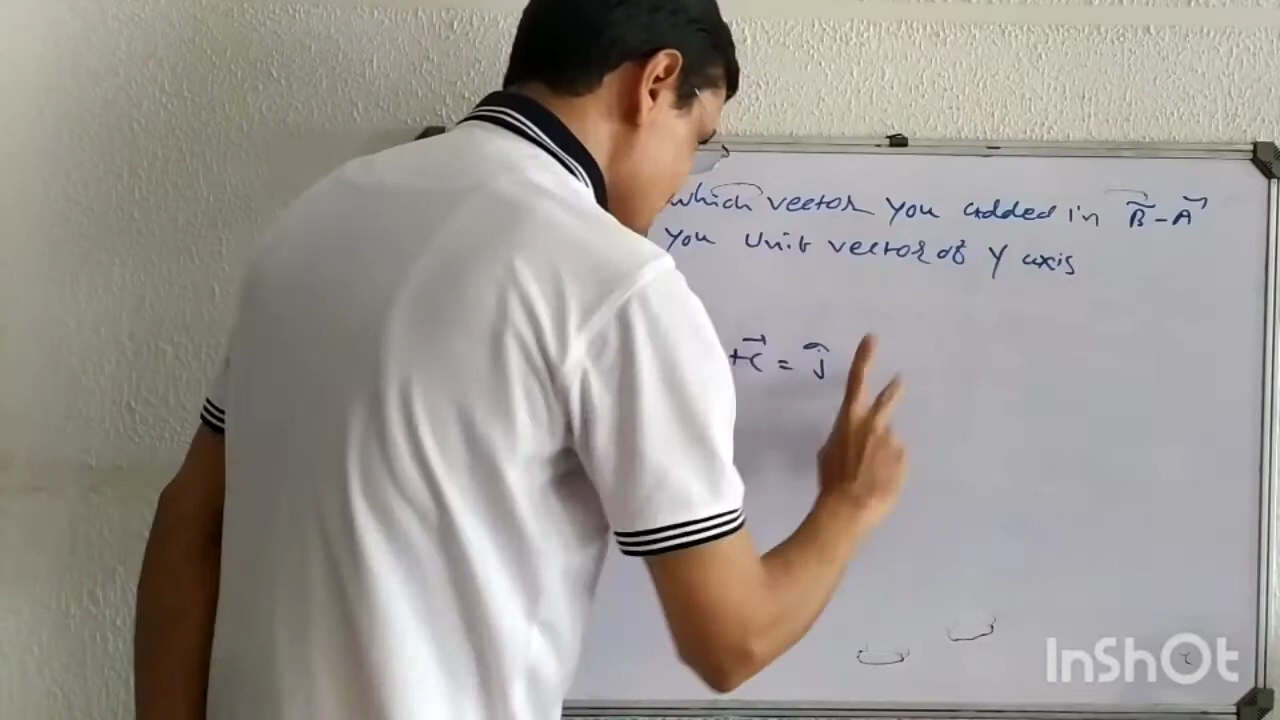 which vector you added in B⃗ - A⃗
you unit vector of Y axis
+C⃗ = ĵ
InShOt